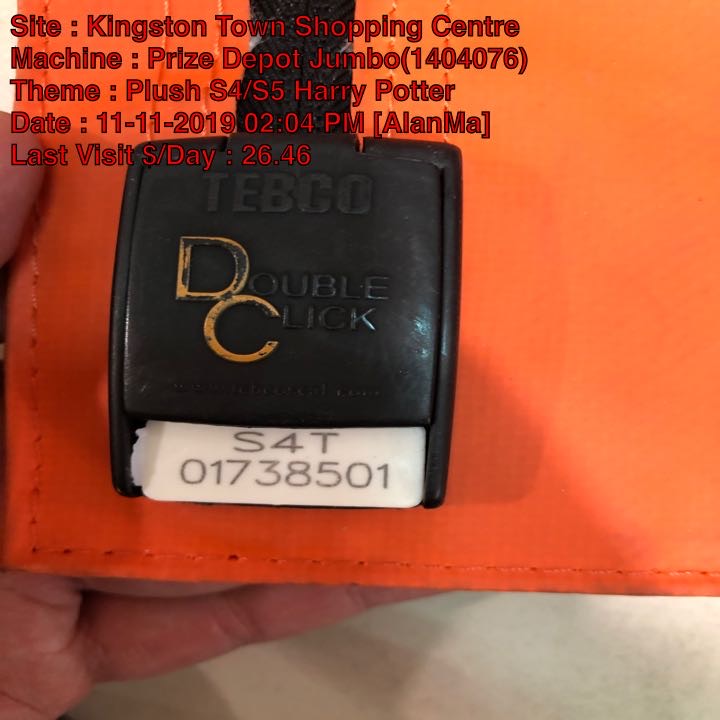 Site : Kingston Town Shopping Centre
Machine : Prize Depot Jumbo(1404076)
Theme : Plush S4/S5 Harry Potter
Date : 11-11-2019 02:04 PM [AlanMa]
Last Visit $/Day : 26.46
TEBCO
DOUBLE
CLICK
S4T
01738501